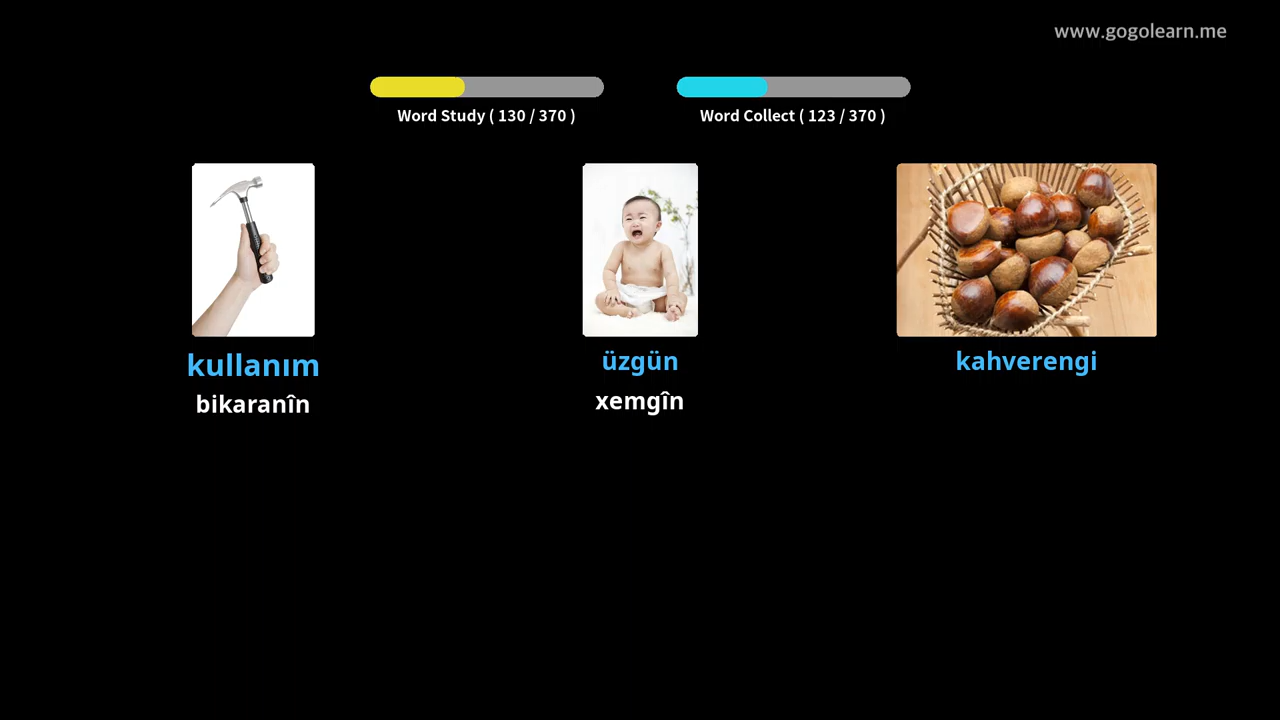 www.gogolearn.me
Word Study ( 130 / 370 )
Word Collect ( 123 / 370 )
kullanım
bikaranîn
üzgün
xemgîn
kahverengi